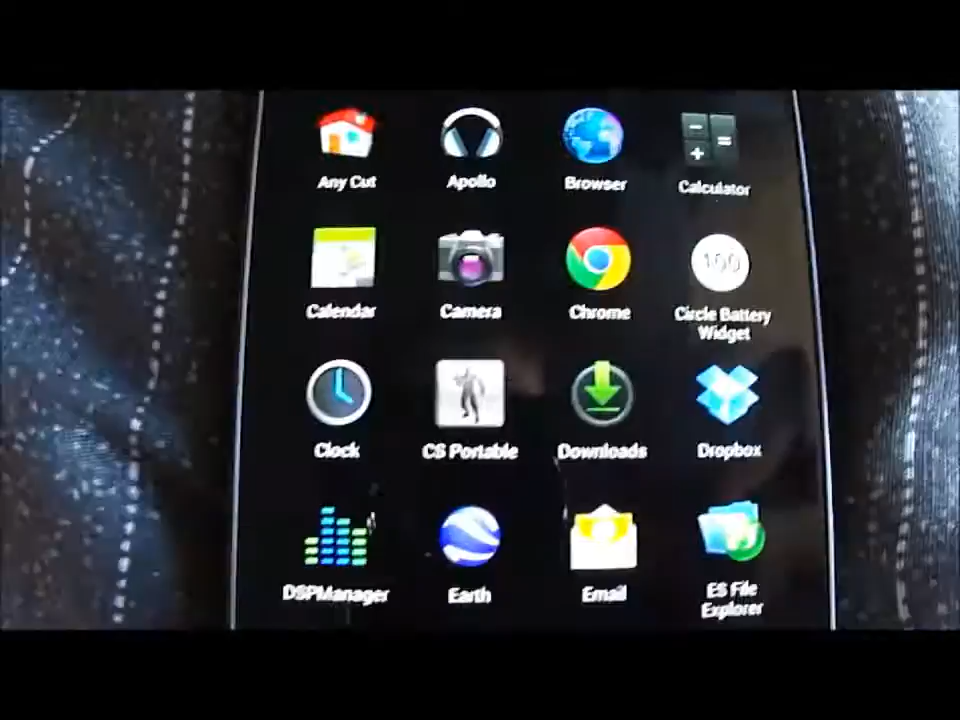 Any Cut
Apollo
Browser
Calculator
Calendar
Camera
Chrome
100
Circle Battery
Widget
Clock
CS Portable
Downloads
Dropbox
DSPManager
Earth
Email
ES File
Explorer